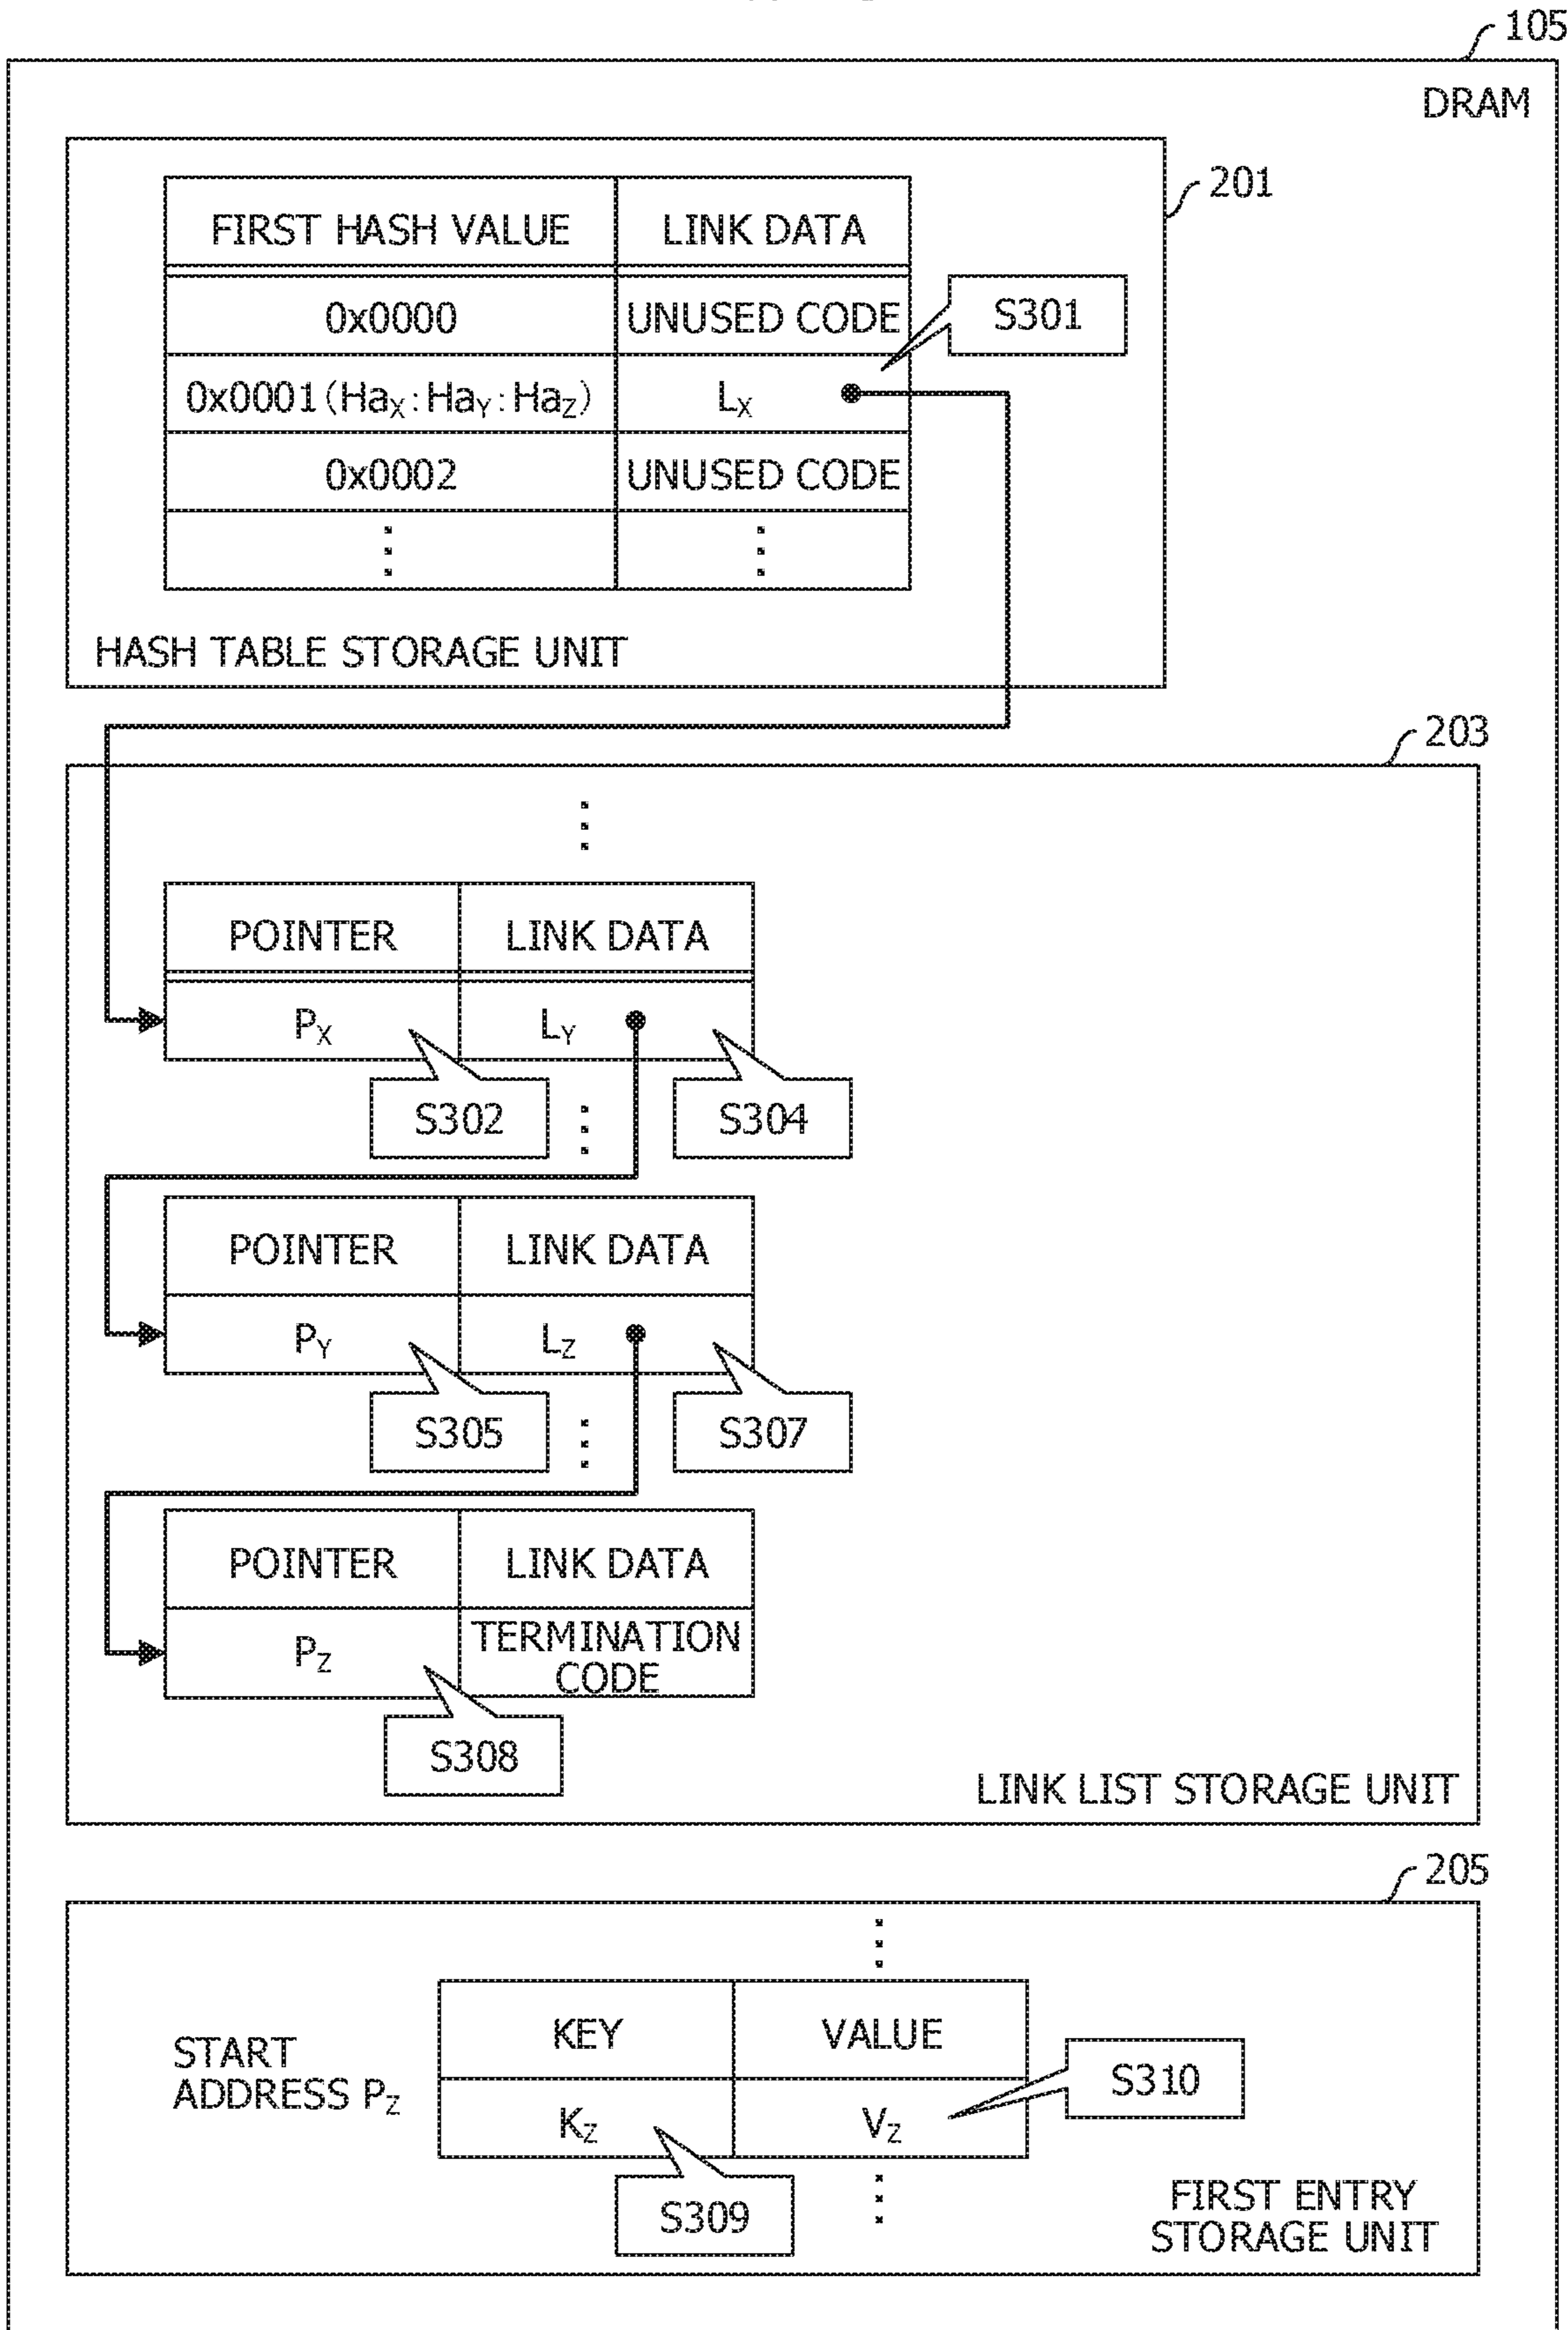 105
DRAM
201
FIRST HASH VALUE LINK DATA
0x0000 UNUSED CODE
S301
0x0001(HaX:HaY:HaZ) LX
0x0002 UNUSED CODE
HASH TABLE STORAGE UNIT
203
POINTER LINK DATA
PX LY
S302 S304
POINTER LINK DATA
PY LZ
S305 S307
POINTER LINK DATA
PZ TERMINATION
CODE
S308
LINK LIST STORAGE UNIT
205
KEY VALUE
START
ADDRESS PZ
S310
KZ VZ
S309
FIRST ENTRY
STORAGE UNIT